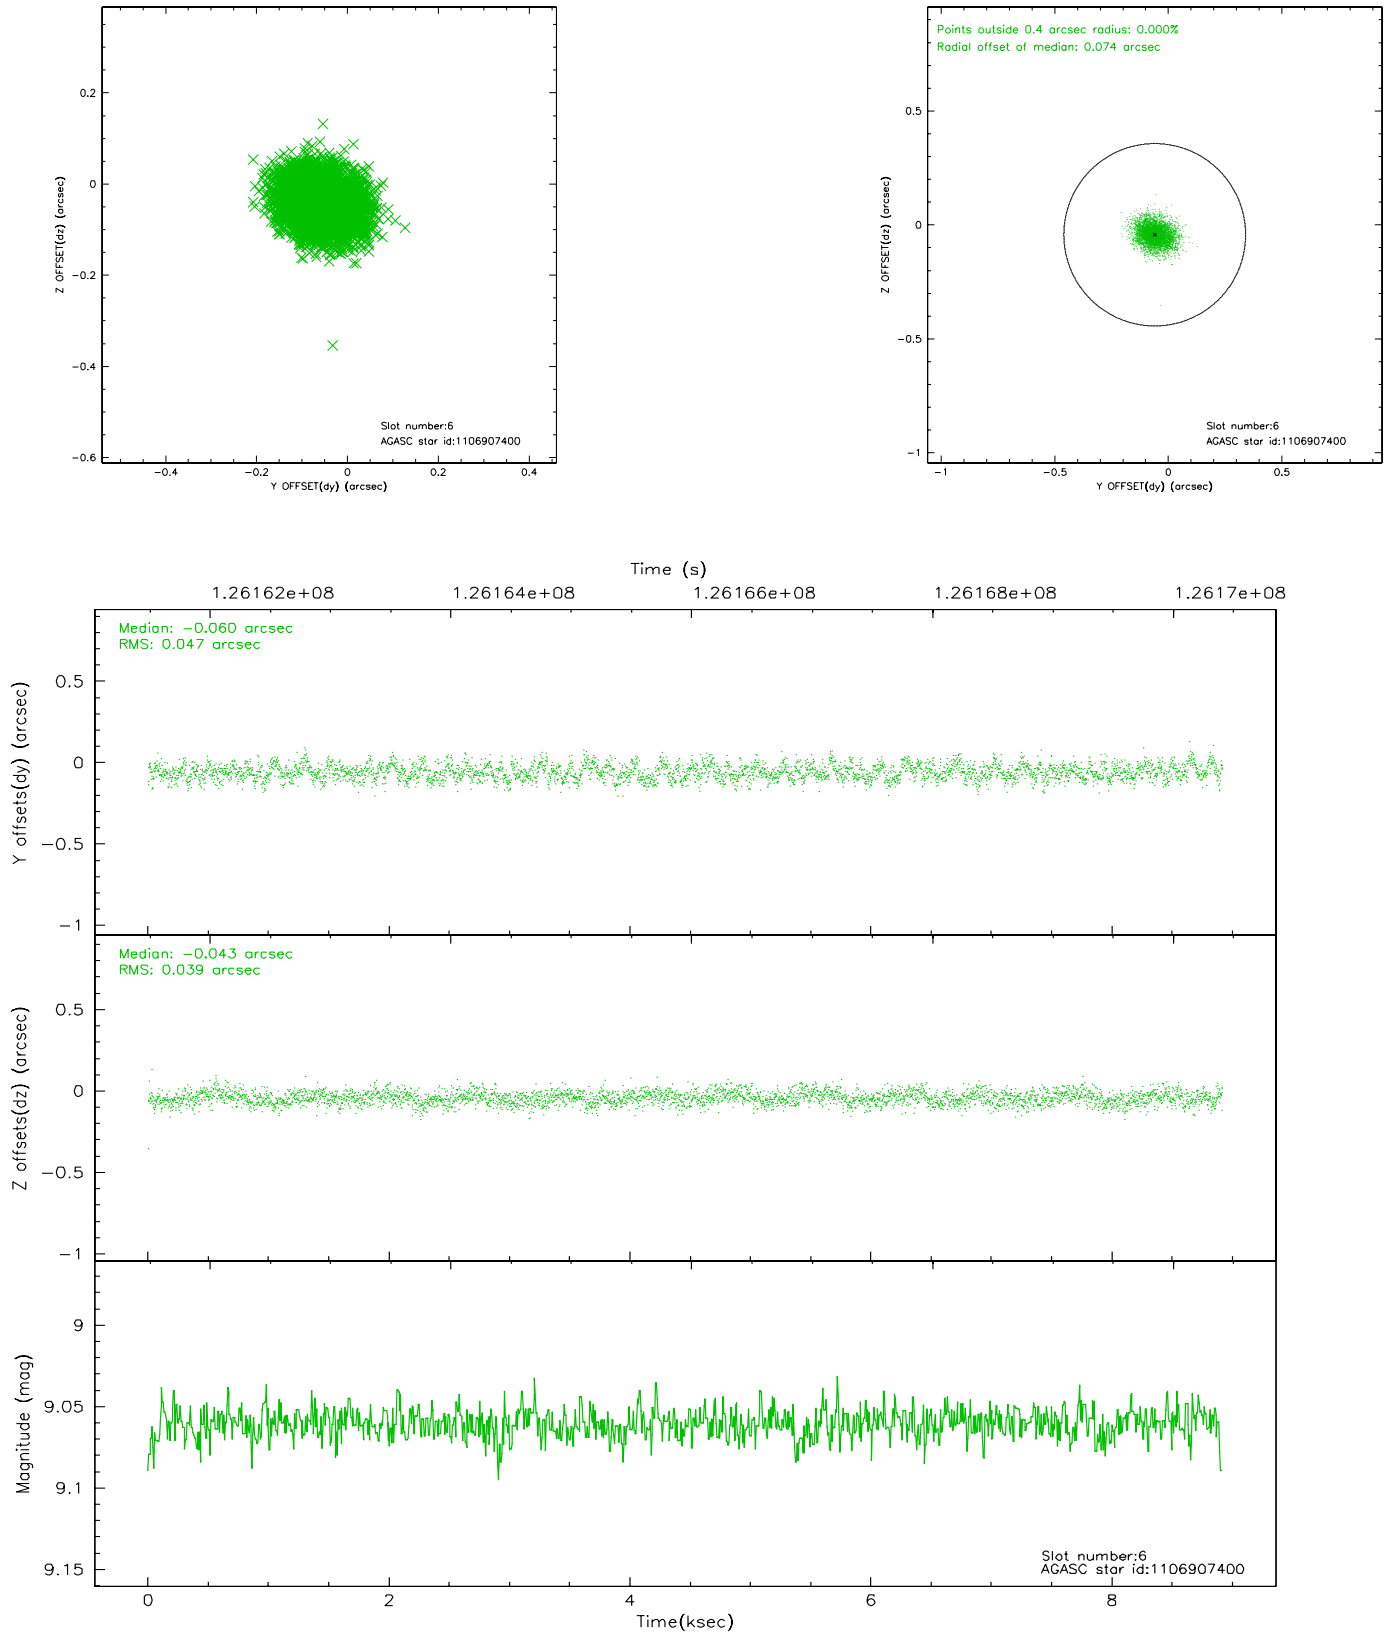 0.2
0
−0.2
−0.4
−0.6
Z OFFSET(dz) (arcsec)
Slot number:6
AGASC star id:1106907400
−0.4 −0.2 0 0.2 0.4
Y OFFSET(dy) (arcsec)
Points outside 0.4 arcsec radius: 0.000%
Radial offset of median: 0.074 arcsec
0.5
0
−0.5
−1
Z OFFSET(dz) (arcsec)
Slot number:6
AGASC star id:1106907400
−1 −0.5 0 0.5
Y OFFSET(dy) (arcsec)
Time (s)
1.26162e+08 1.26164e+08 1.26166e+08 1.26168e+08 1.2617e+08
Median: −0.060 arcsec
RMS: 0.047 arcsec
0.5
0
−0.5
−1
Y offsets(dy) (arcsec)
Median: −0.043 arcsec
RMS: 0.039 arcsec
0.5
0
−0.5
−1
Z offsets(dz) (arcsec)
9
9.05
9.1
9.15
Magnitude (mag)
Slot number:6
AGASC star id:1106907400
0 2 4 6 8
Time(ksec)